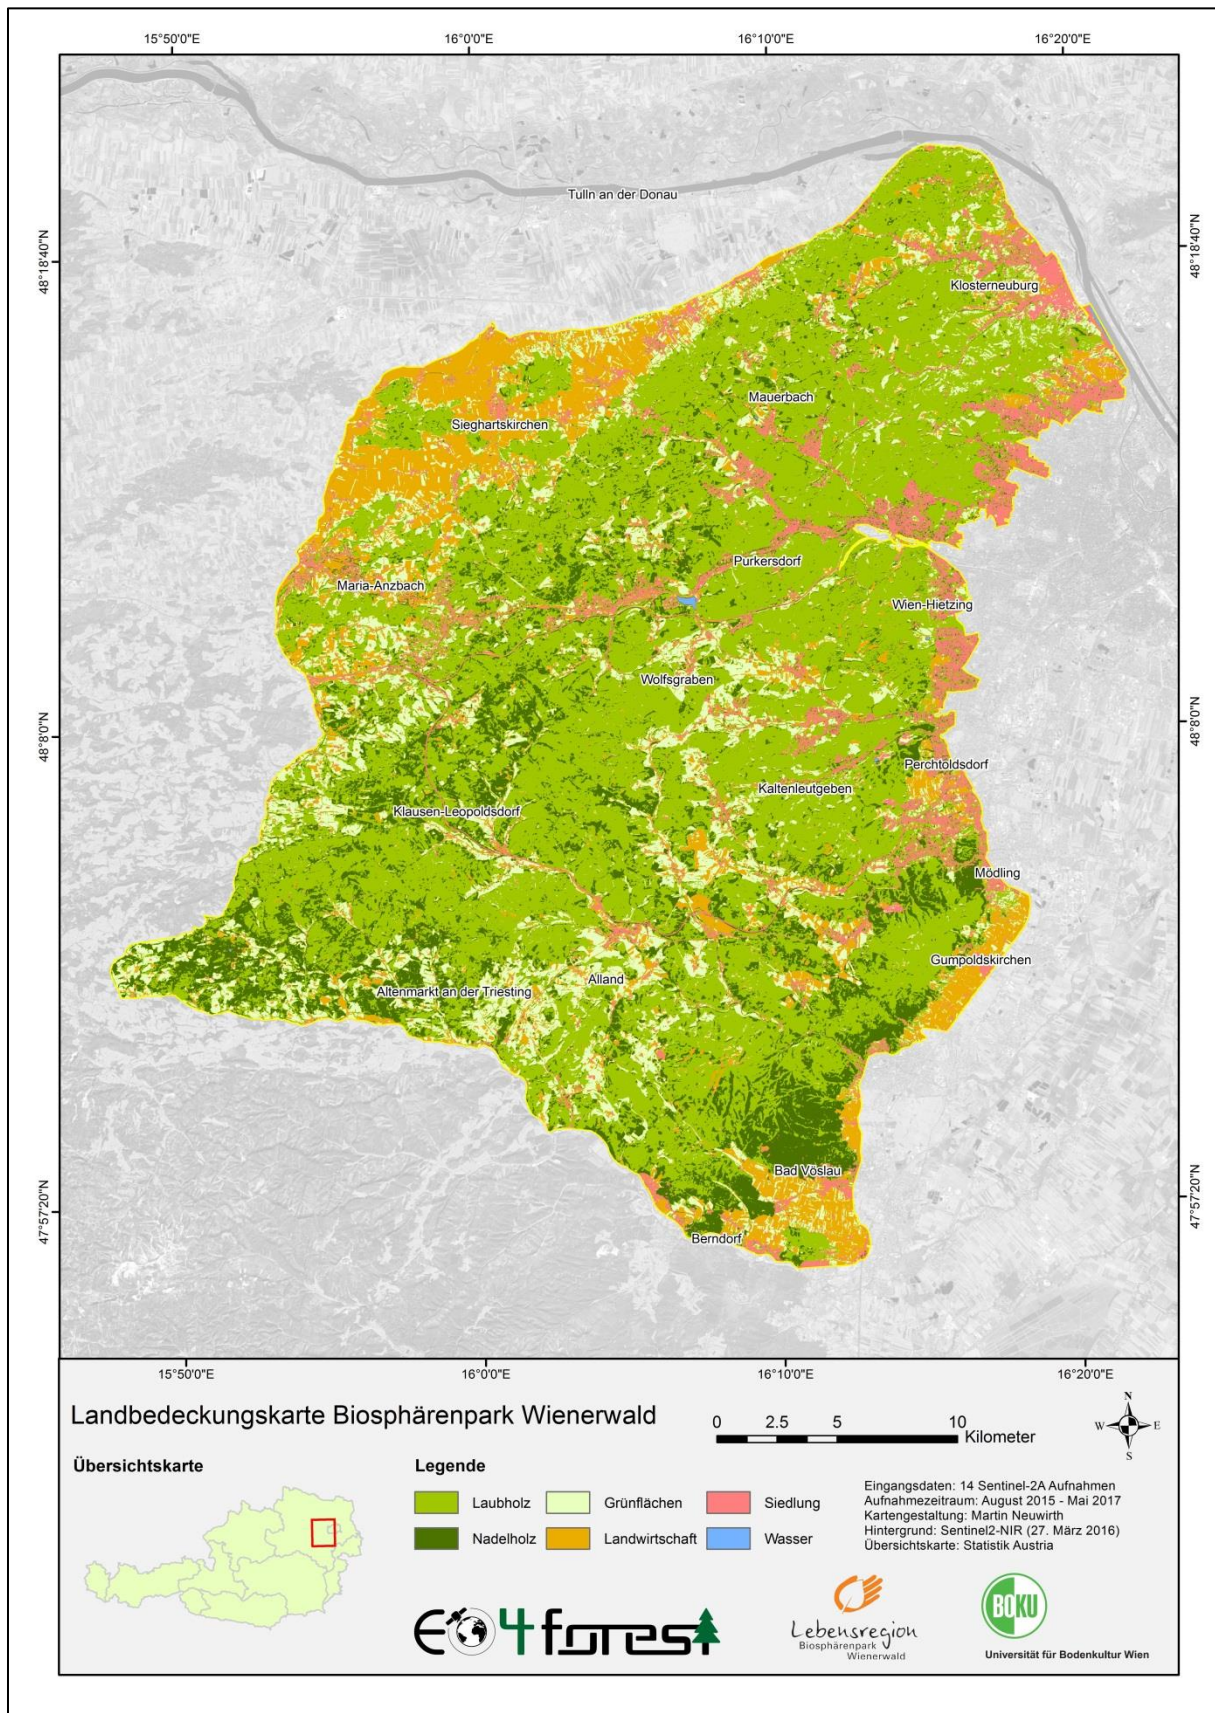 15°50'0"E 16°0'0"E 16°10'0"E 16°20'0"E
48°18'40"N
48°18'40"N
Tulln an der Donau
Klosterneuburg
Mauerbach
Sieghartskirchen
Purkersdorf
Maria-Anzbach
Wien-Hietzing
Wolfsgraben
48°8'0"N
48°8'0"N
Perchtoldsdorf
Kaltenleutgeben
Klausen-Leopoldsdorf
Mödling
Gumpoldskirchen
Alland
Altenmarkt an der Triesting
Bad Vöslau
47°57'20"N
47°57'20"N
Berndorf
15°50'0"E 16°0'0"E 16°10'0"E 16°20'0"E
Landbedeckungskarte Biosphärenpark Wienerwald
0 2.5 5 10
Kilometer
N
W E
S
Übersichtskarte
Legende
Laubholz Grünflächen Siedlung
Nadelholz Landwirtschaft Wasser
Eingangsdaten: 14 Sentinel-2A Aufnahmen
Aufnahmezeitraum: August 2015 - Mai 2017
Kartengestaltung: Martin Neuwirth
Hintergrund: Sentinel2-NIR (27. März 2016)
Übersichtskarte: Statistik Austria
EO4forest
Lebensregion
Biosphärenpark
Wienerwald
BOKU
Universität für Bodenkultur Wien